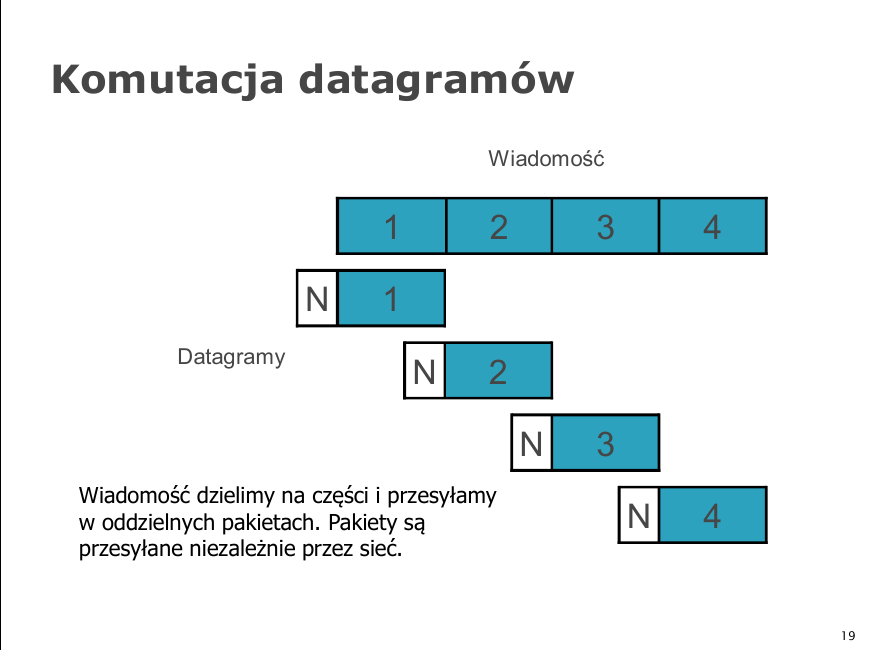 Komutacja datagramów
Wiadomość
1 2 3 4
N 1
Datagramy
N 2
N 3
Wiadomość dzielimy na części i przesyłamy
w oddzielnych pakietach. Pakiety są
przesyłane niezależnie przez sieć.
N 4
19